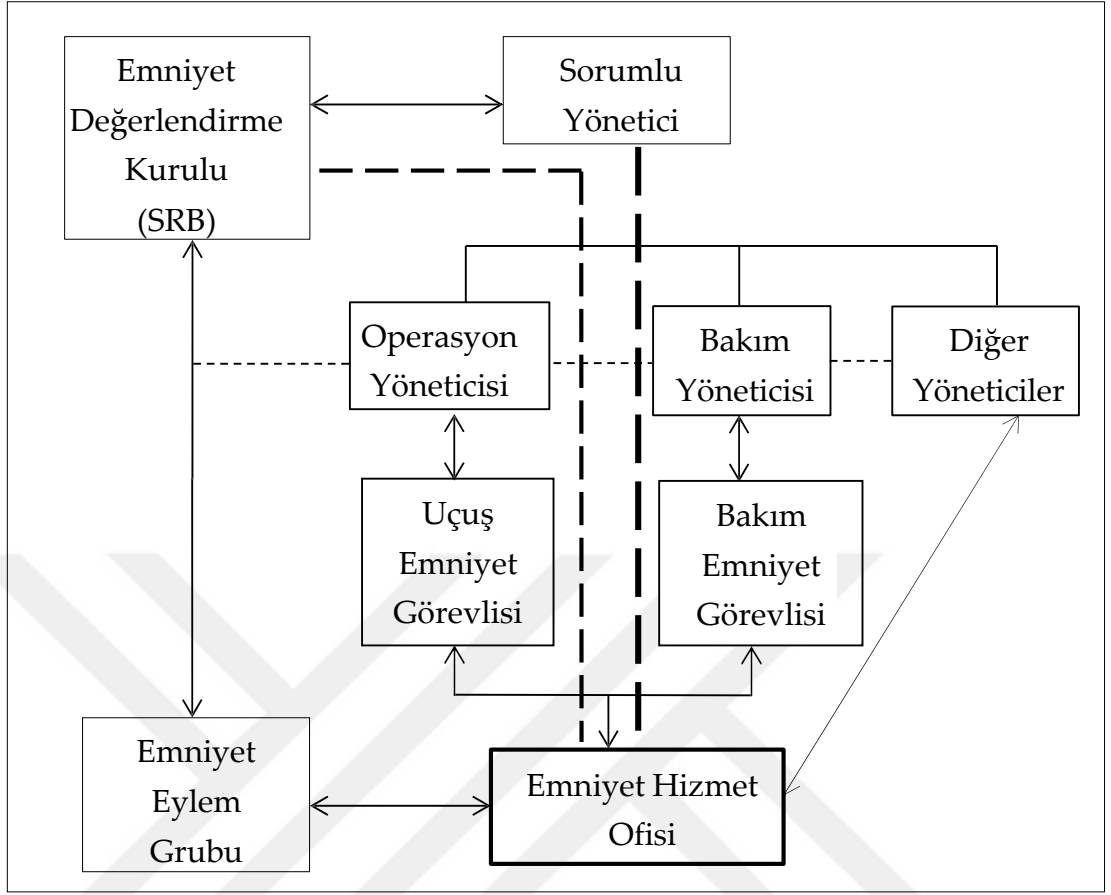 Emniyet
Değerlendirme
Kurulu
(SRB)
Sorumlu
Yönetici
Operasyon
Yöneticisi
Bakım
Yöneticisi
Diğer
Yöneticiler
Uçuş
Emniyet
Görevlisi
Bakım
Emniyet
Görevlisi
Emniyet
Eylem
Grubu
Emniyet Hizmet
Ofisi